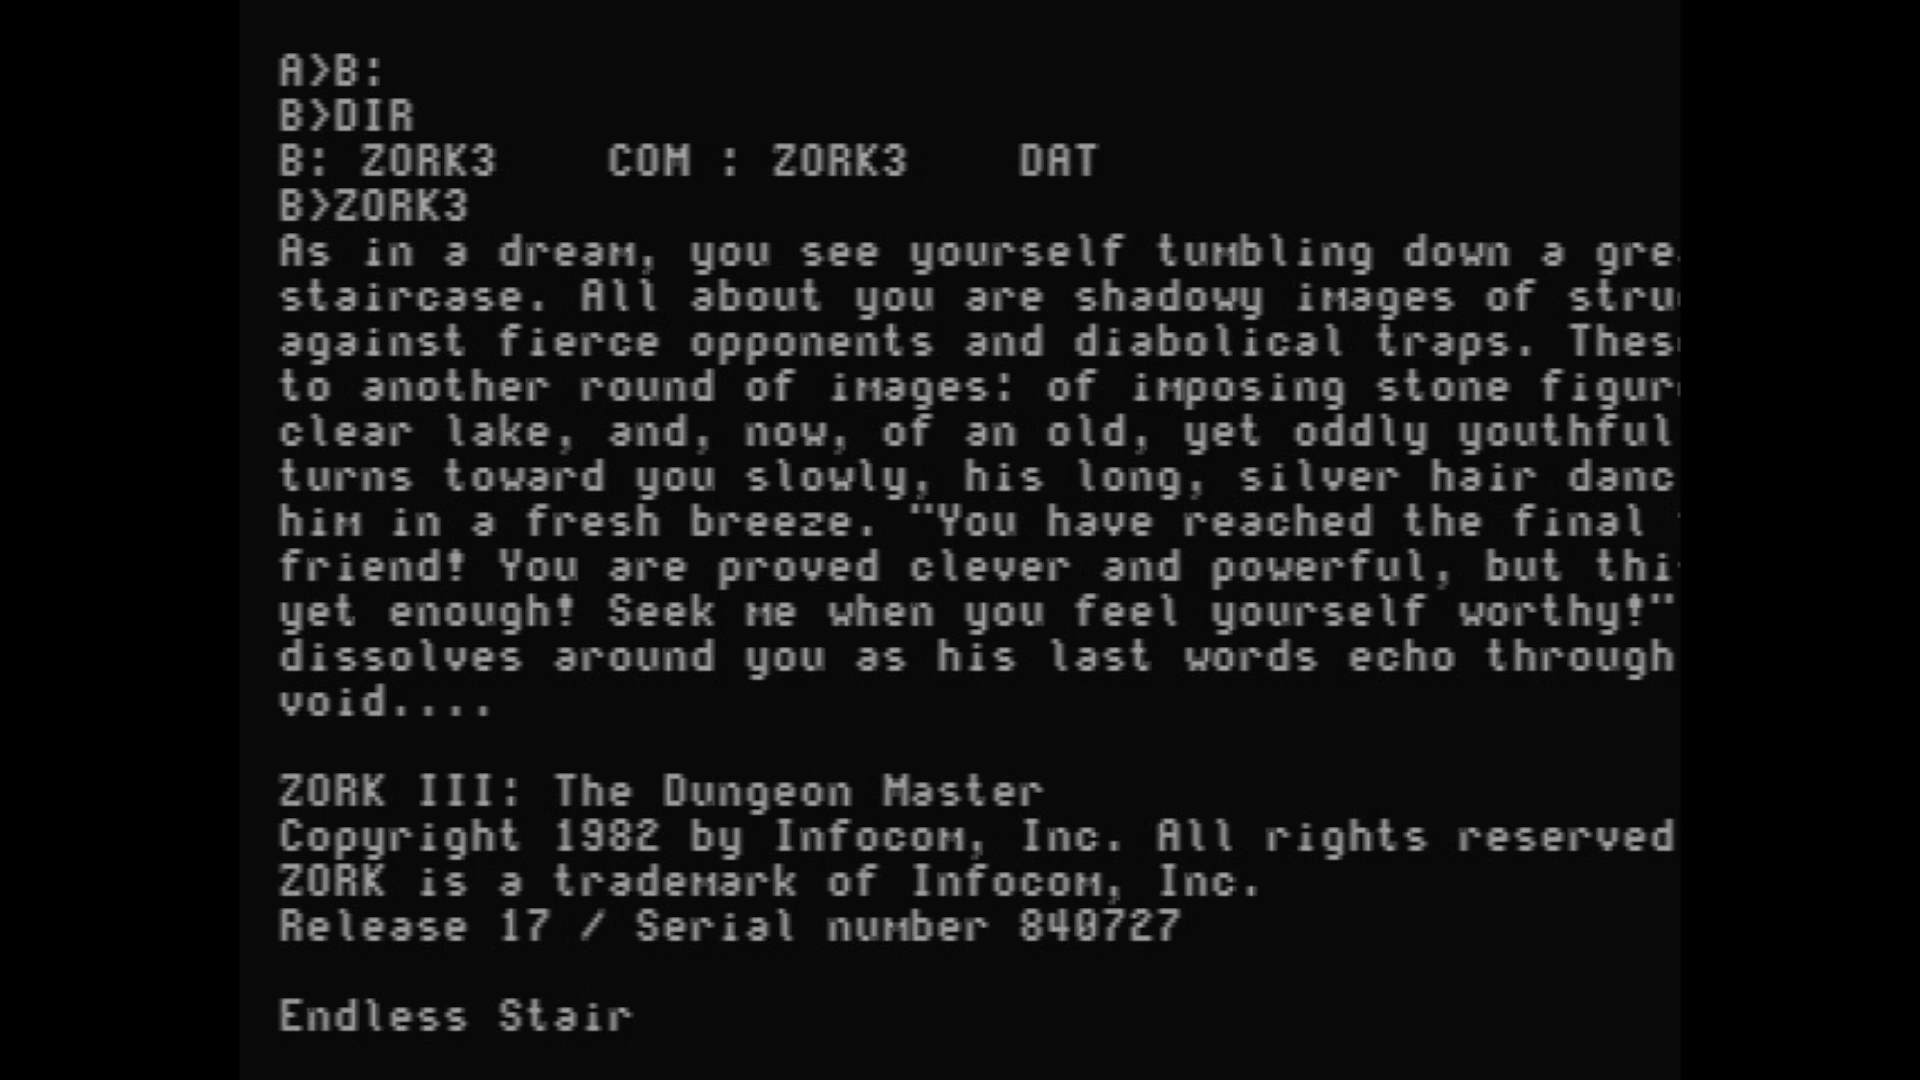 A>B:
B>DIR
B: ZORK3    COM : ZORK3    DAT
B>ZORK3
As in a dream, you see yourself tumbling down a
staircase. All about you are shadowy images of
against fierce opponents and diabolical traps.
to another round of images: of imposing stone
clear lake, and, now, of an old, yet oddly youthful
turns toward you slowly, his long, silver hair danc
him in a fresh breeze. "You have reached the final
friend! You are proved clever and powerful, but
yet enough! Seek me when you feel yourself worthy!"
dissolves around you as his last words echo through
void....
ZORK III: The Dungeon Master
Copyright 1982 by Infocom, Inc. All rights reserved
ZORK is a trademark of Infocom, Inc.
Release 17 / Serial number 840727
Endless Stair